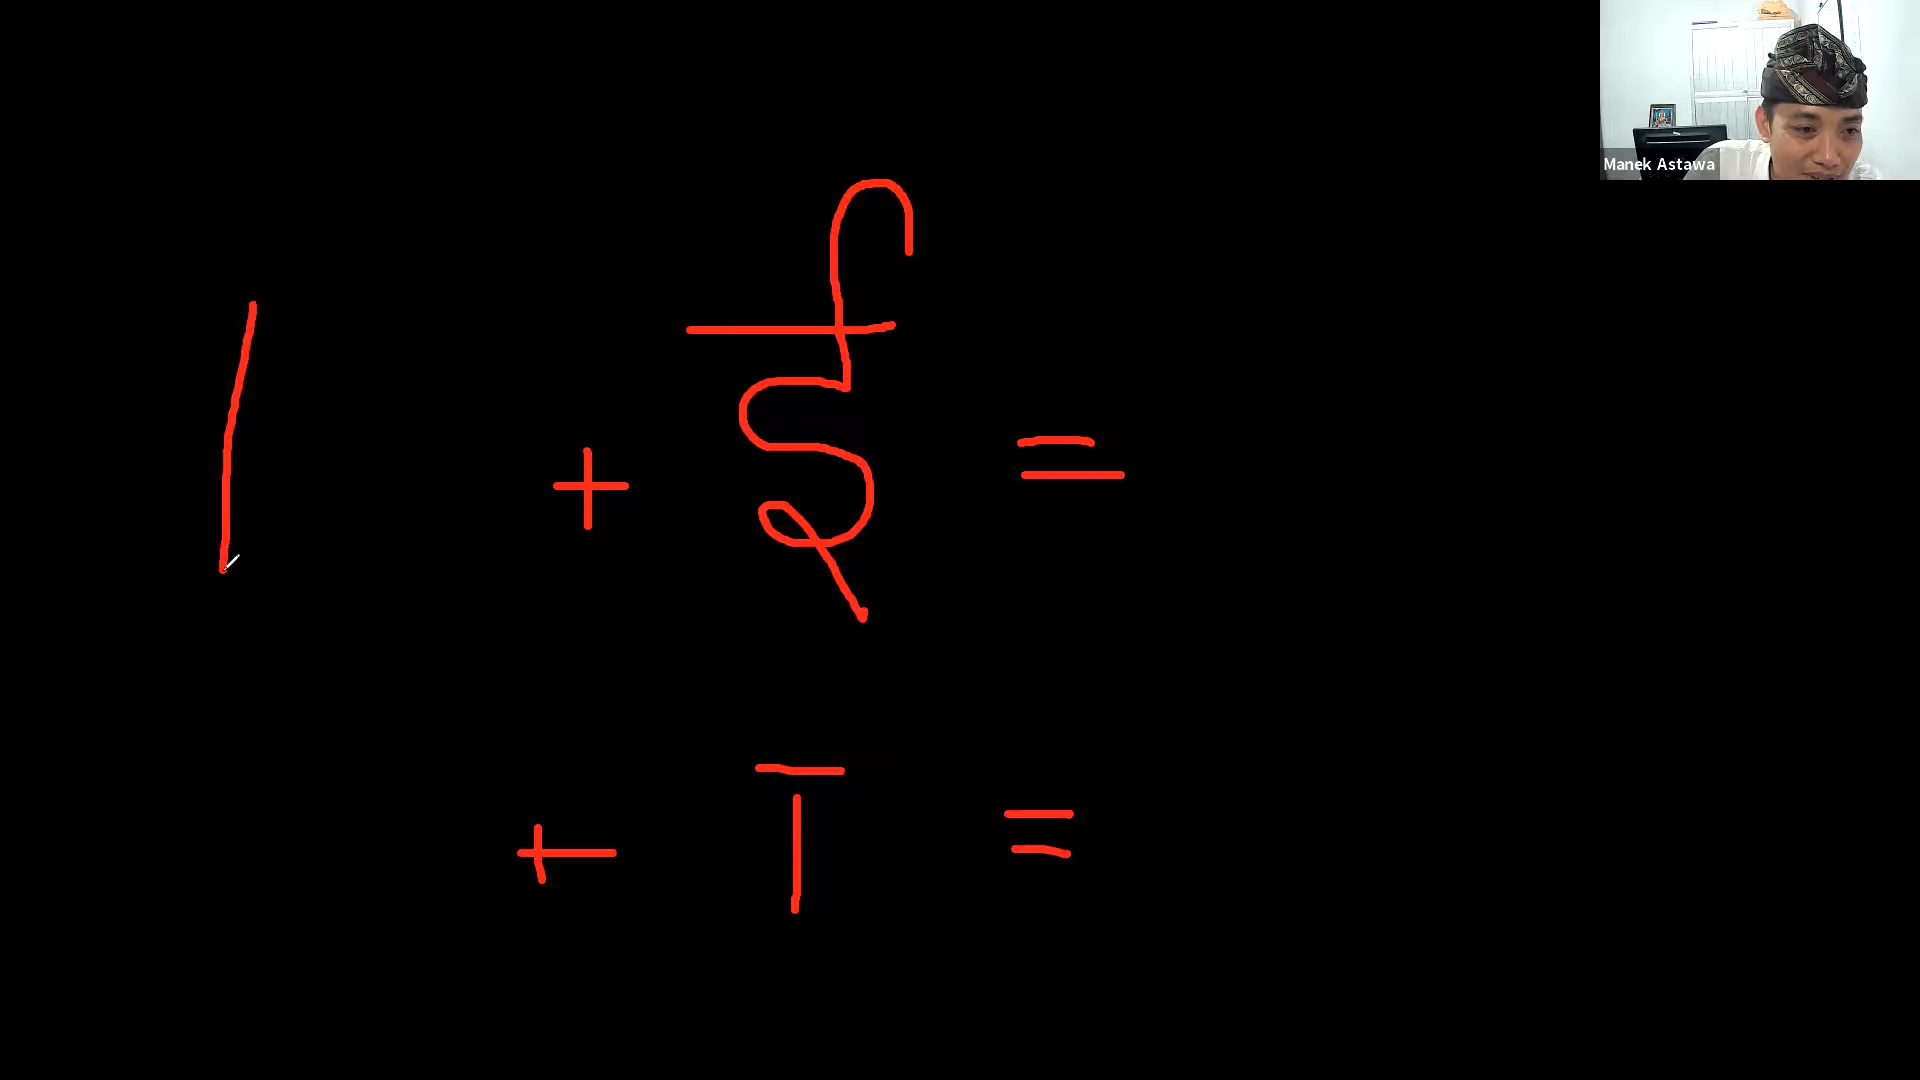 Manek Astawa
| + ई =
+ ा =